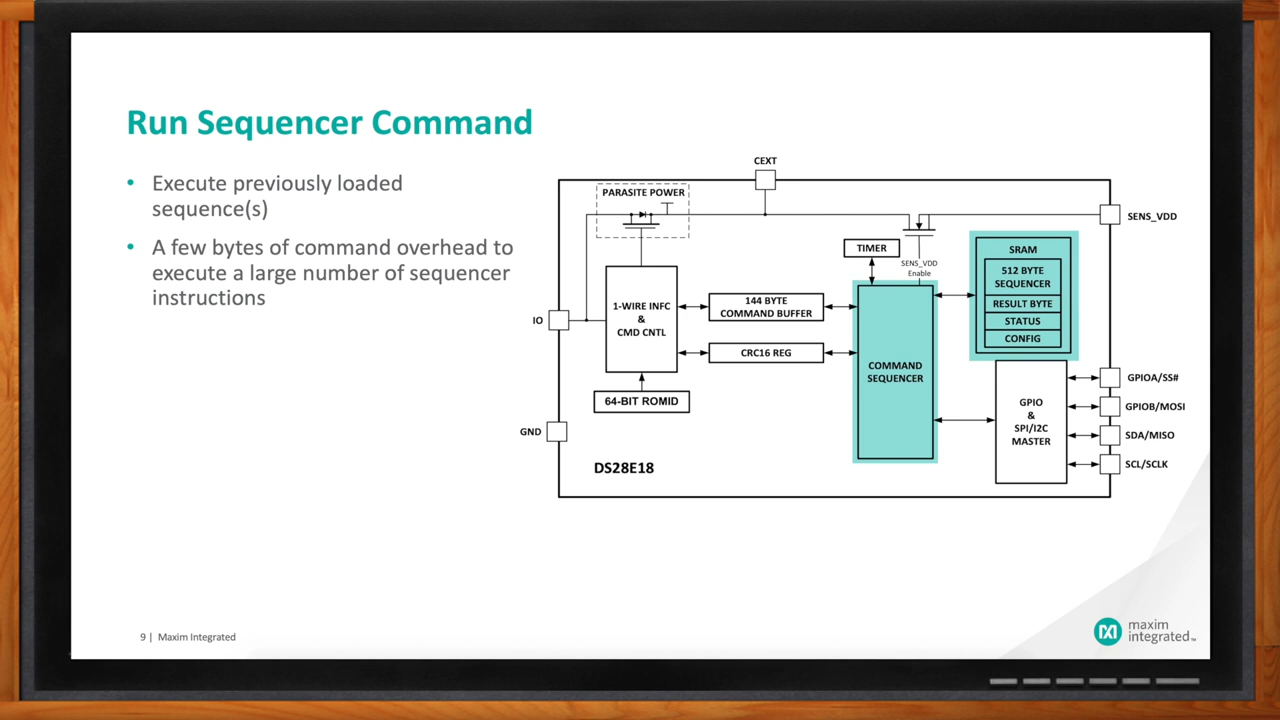 Run Sequencer Command
• Execute previously loaded
sequence(s)
• A few bytes of command overhead to
execute a large number of sequencer
instructions
CEXT
PARASITE POWER
SENS_VDD
TIMER
SENS_VDD
Enable
SRAM
512 BYTE
SEQUENCER
RESULT BYTE
STATUS
CONFIG
1-WIRE INFC
&
CMD CNTL
144 BYTE
COMMAND BUFFER
IO
CRC16 REG
COMMAND
SEQUENCER
64-BIT ROMID
GPIO
&
SPI/I2C
MASTER
GPIOA/SS#
GPIOB/MOSI
SDA/MISO
SCL/SCLK
GND
DS28E18
9 | Maxim Integrated
maxim
integrated™